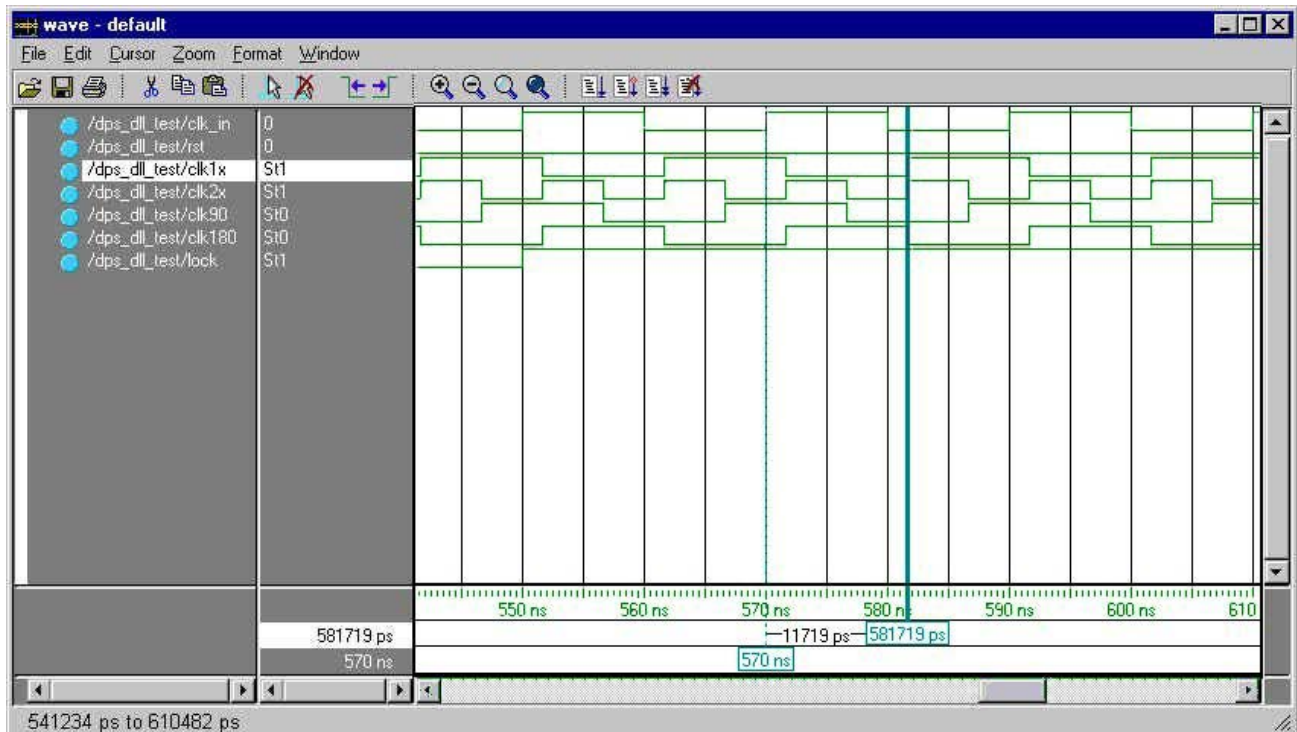 wave - default
File Edit Cursor Zoom Format Window
/dps_dll_test/clk_in 0
/dps_dll_test/rst 0
/dps_dll_test/clk1x St1
/dps_dll_test/clk2x St1
/dps_dll_test/clk90 St0
/dps_dll_test/clk180 St0
/dps_dll_test/lock St1
550 ns 560 ns 570 ns 580 n 590 ns 600 ns 610
581719 ps 11719 ps 581719 ps
570 ns 570 ns
541234 ps to 610482 ps